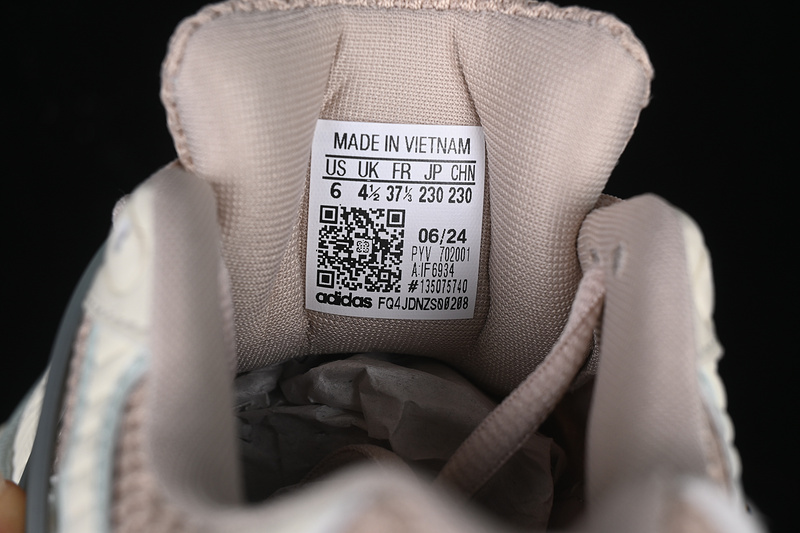 MADE IN VIETNAM
US UK FR JP CHN
6 4½ 37⅓ 230 230
06/24
PYV 702001
A:IF6934
#135075740
adidas FQ4JDNZS00208